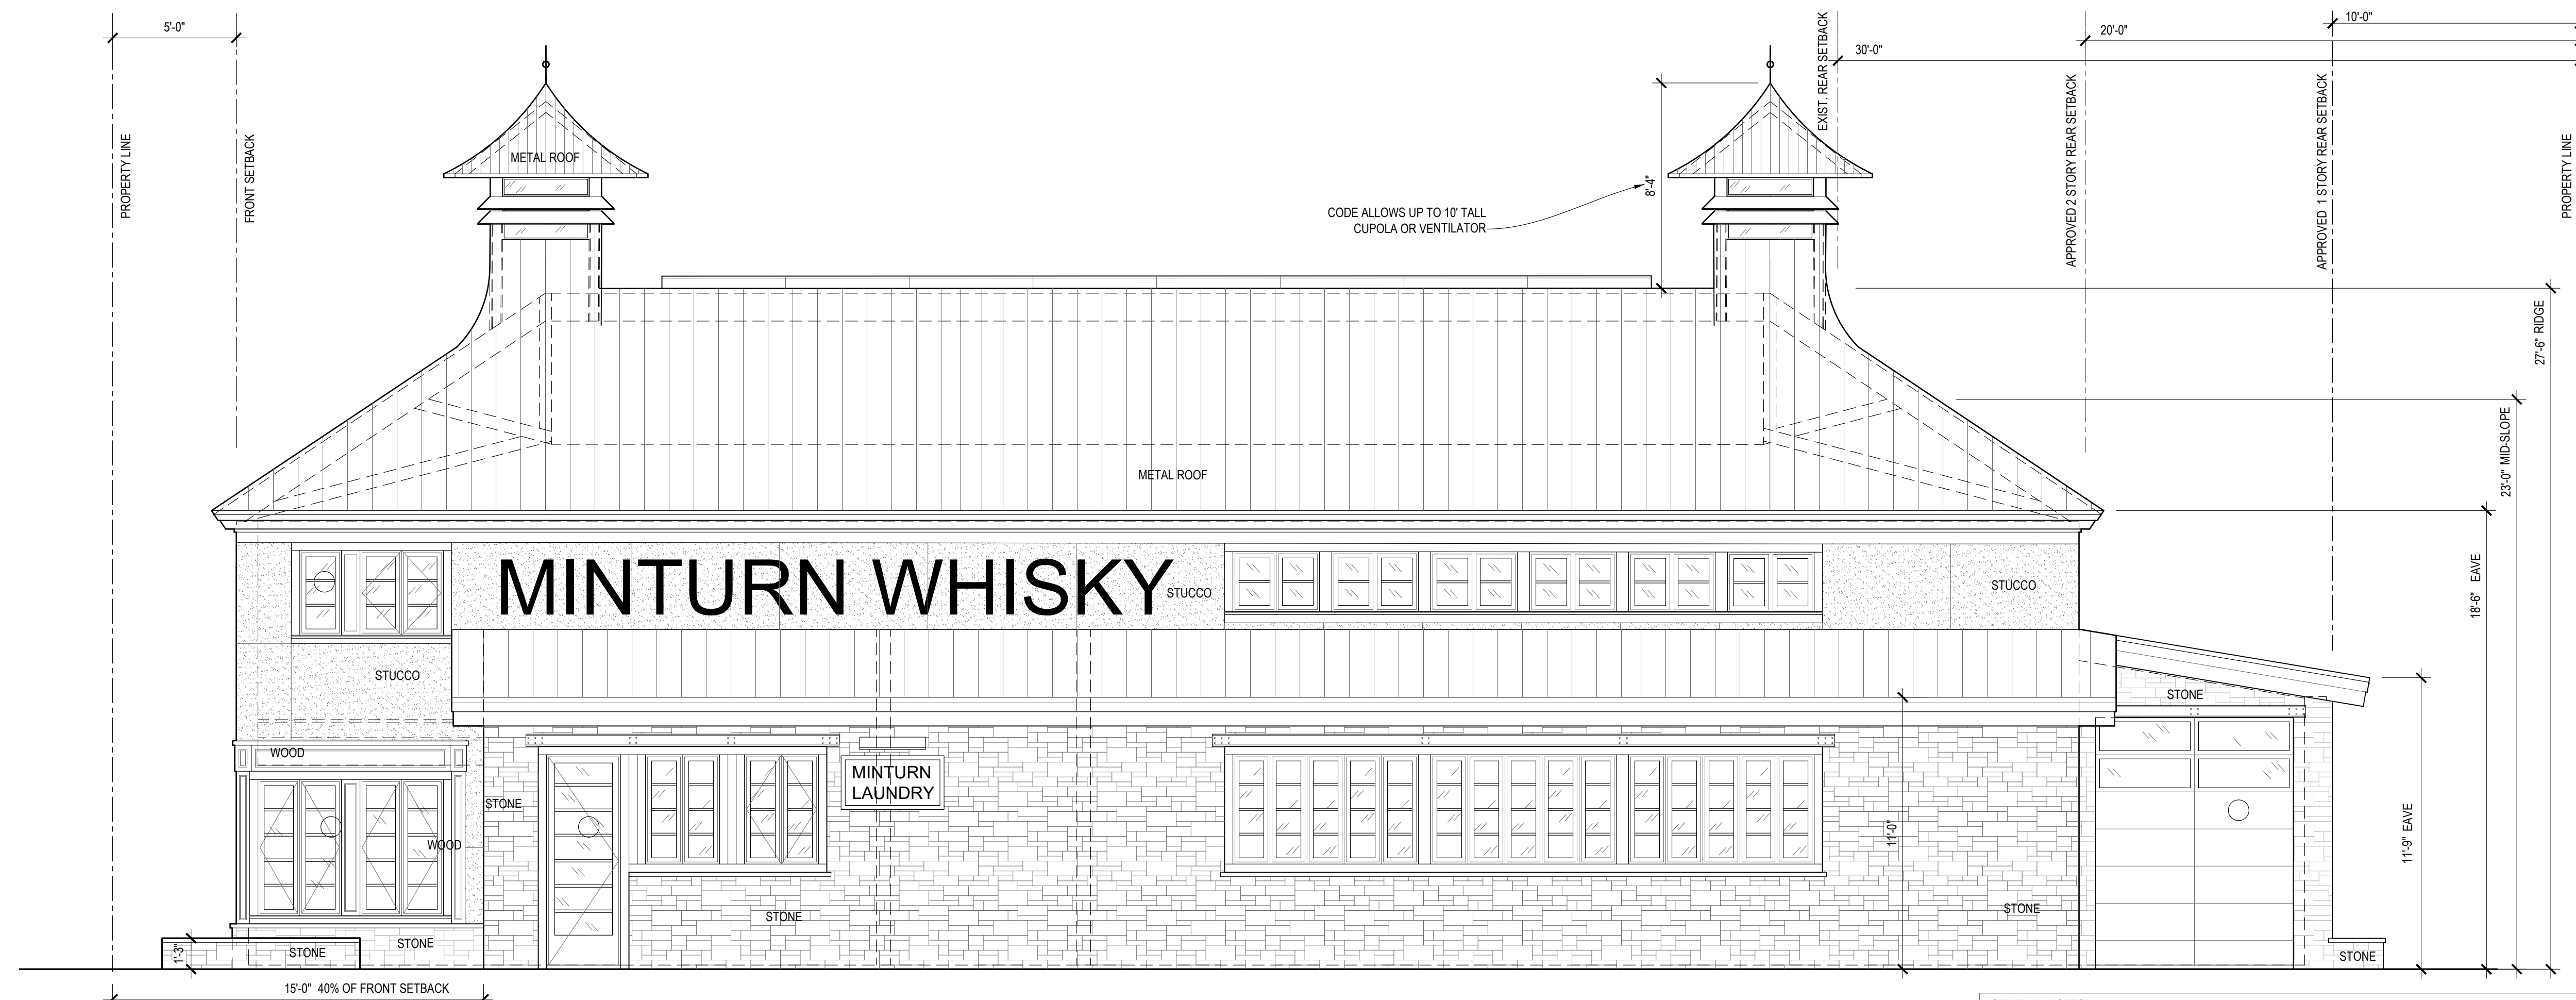 5'-0"
10'-0"
20'-0"
30'-0"
EXIST. REAR SETBACK
PROPERTY LINE
FRONT SETBACK
METAL ROOF
8'-4"
CODE ALLOWS UP TO 10' TALL
CUPOLA OR VENTILATOR
APPROVED 2 STORY REAR SETBACK
APPROVED 1 STORY REAR SETBACK
PROPERTY LINE
27'-6" RIDGE
METAL ROOF
23'-0" MID-SLOPE
18'-6" EAVE
MINTURN WHISKY
STUCCO
STUCCO
STUCCO
STONE
WOOD
MINTURN
LAUNDRY
STONE
WOOD
11'-0"
11'-9" EAVE
STONE
STONE
STONE
STONE
1'-3"
STONE
15'-0" 40% OF FRONT SETBACK